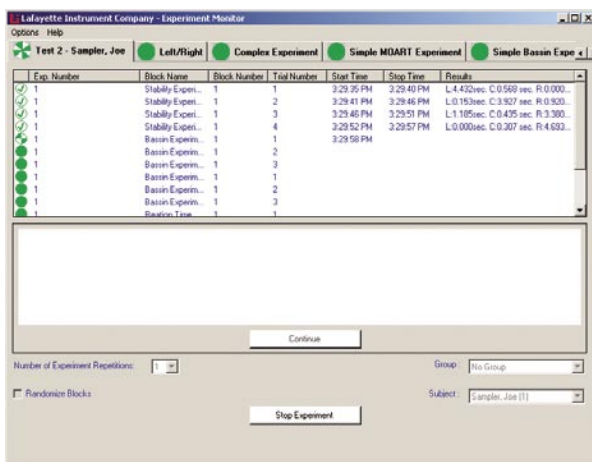 Lafayette Instrument Company - Experiment Monitor
Options Help
Test 2 - Sampler, Joe Left/Right Complex Experiment Simple MOART Experiment Simple Bassin Expe
Exp. Number Block Name Block Number Trial Number Start Time Stop Time Results
1 Stability Experi... 1 1 3:29:35 PM 3:29:40 PM L:4.432sec. C:0.568 sec. R:0.000...
1 Stability Experi... 1 2 3:29:41 PM 3:29:46 PM L:0.153sec. C:3.927 sec. R:0.920...
1 Stability Experi... 1 3 3:29:46 PM 3:29:51 PM L:1.185sec. C:0.435 sec. R:3.380...
1 Stability Experi... 1 4 3:29:52 PM 3:29:57 PM L:0.000sec. C:0.307 sec. R:4.693...
1 Bassin Experim... 1 1 3:29:58 PM
1 Bassin Experim... 1 2
1 Bassin Experim... 1 3
1 Bassin Experim... 1 1
1 Bassin Experim... 1 2
1 Bassin Experim... 1 3
1 Reation Time 1 1
Continue
Number of Experiment Repetitions: 1 Group : No Group
Randomize Blocks Subject : Sampler, Joe (1)
Stop Experiment